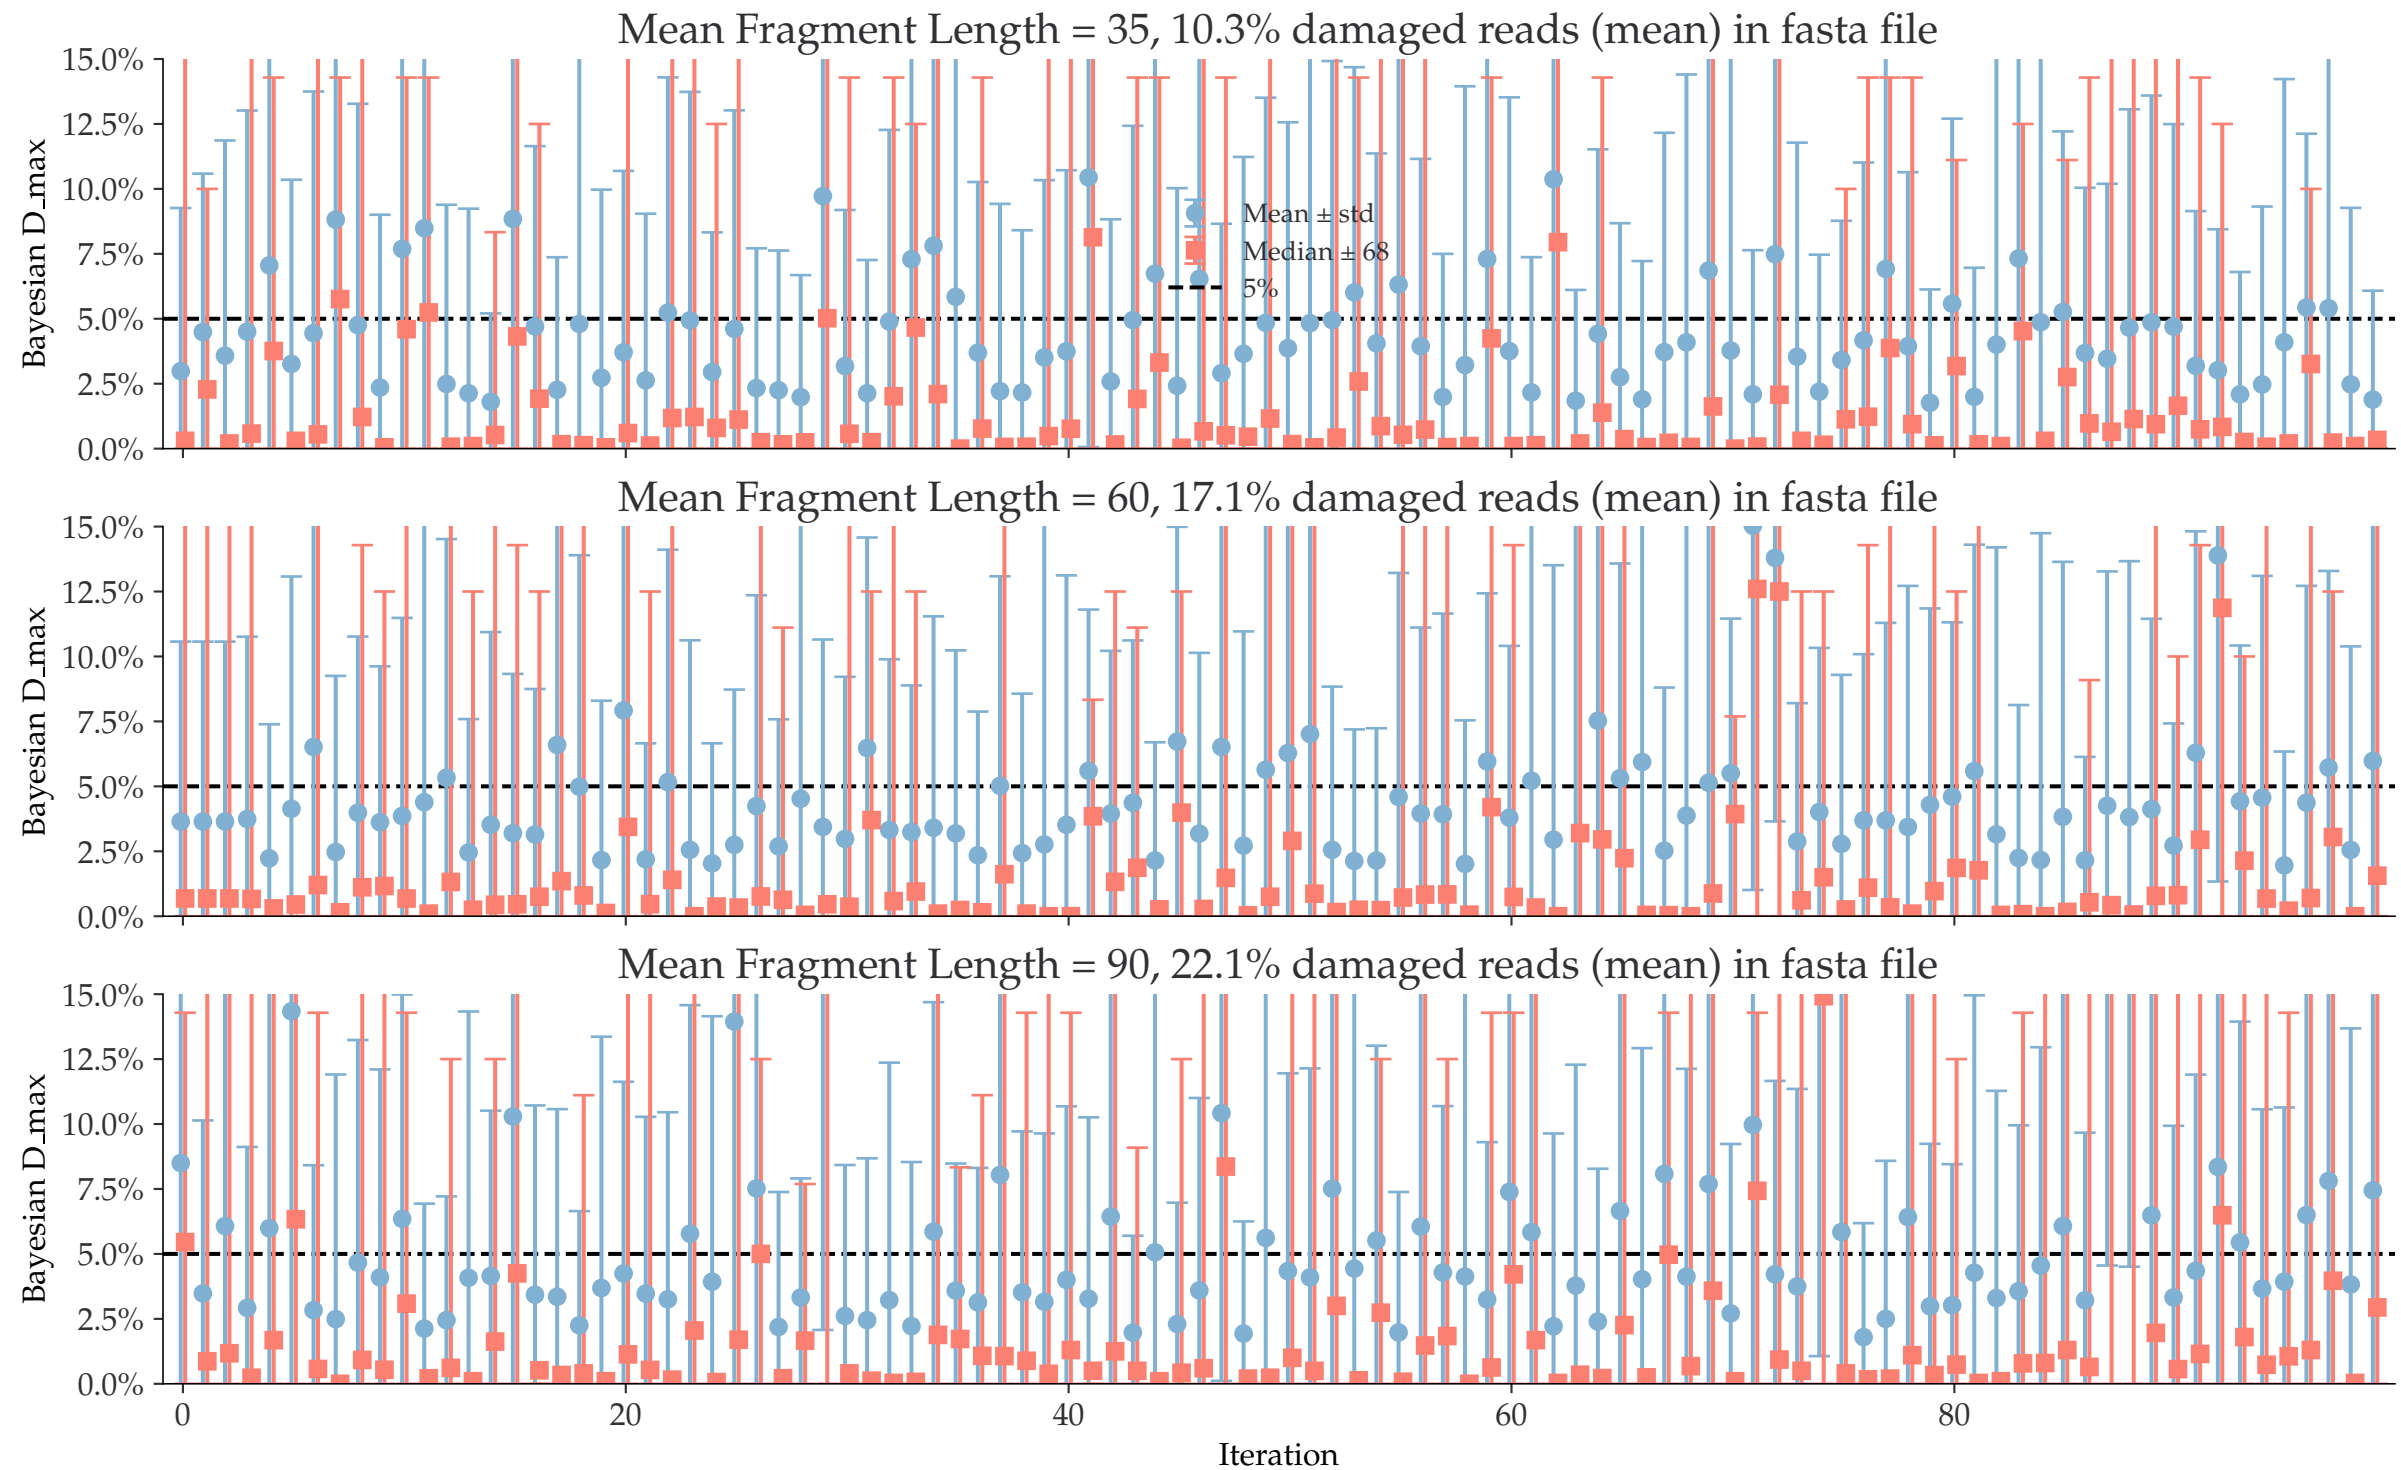 Mean Fragment Length = 35, 10.3% damaged reads (mean) in fasta file
15.0%
12.5%
10.0%
7.5%
5.0%
2.5%
0.0%
Bayesian D_max
Mean ± std
Median ± 68
5%
Mean Fragment Length = 60, 17.1% damaged reads (mean) in fasta file
15.0%
12.5%
10.0%
7.5%
5.0%
2.5%
0.0%
Bayesian D_max
Mean Fragment Length = 90, 22.1% damaged reads (mean) in fasta file
15.0%
12.5%
10.0%
7.5%
5.0%
2.5%
0.0%
Bayesian D_max
0 20 40 60 80
Iteration